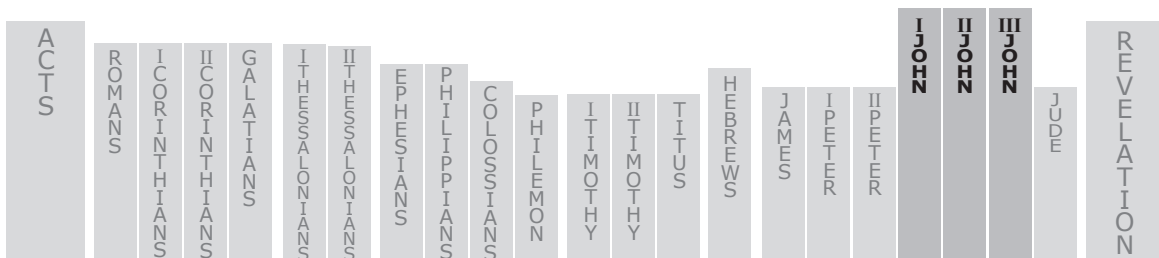 ACTS
ROMANS
I CORINTHIANS
II CORINTHIANS
GALATIANS
I THESSALONIANS
II THESSALONIANS
EPHESIANS
PHILIPPIANS
COLOSSIANS
PHILEMON
I TIMOTHY
II TIMOTHY
TITUS
HEBREWS
JAMES
I PETER
II PETER
I JOHN
II JOHN
III JOHN
JUDE
REVELATION